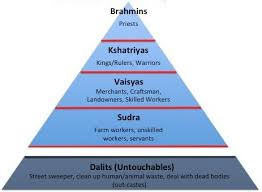 Brahmins
Priests
Kshatriyas
Kings/Rulers, Warriors
Vaisyas
Merchants, Craftsman,
Landowners, Skilled Workers
Sudra
Farm workers, unskilled
workers, servants
Dalits (Untouchables)
Street sweeper, clean up human/animal waste, deal with dead bodies
(out-castes)